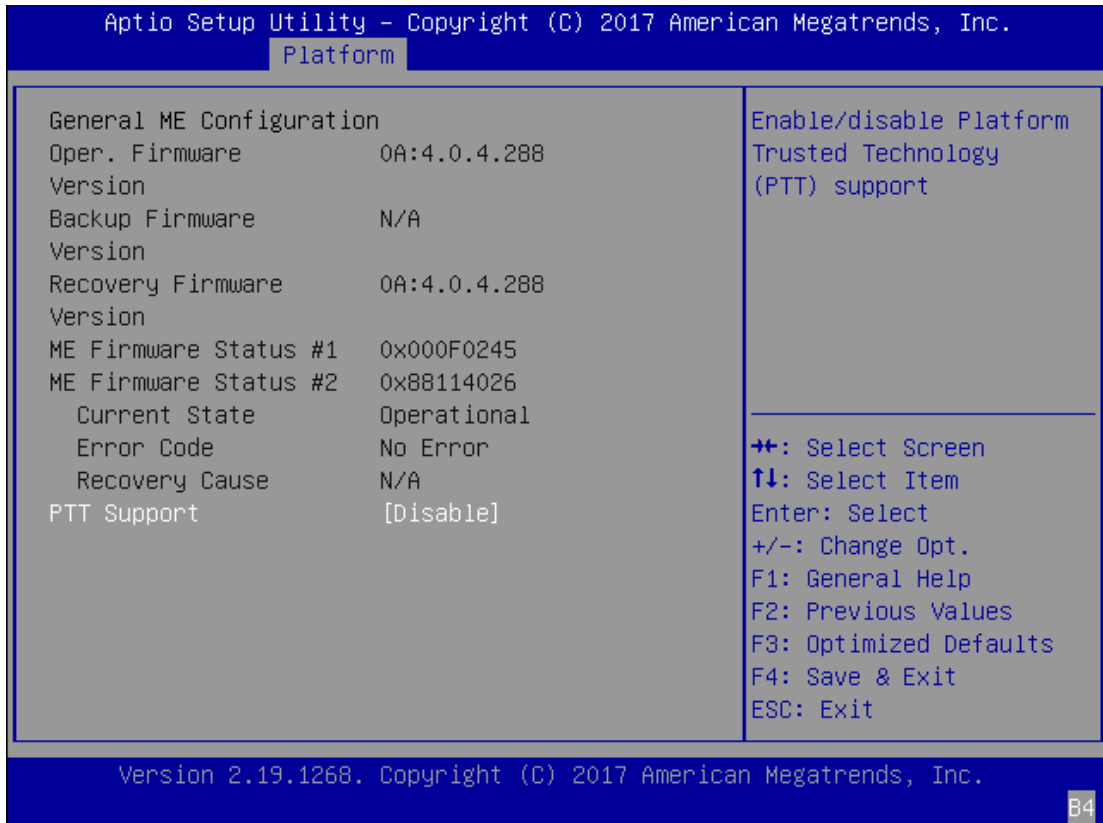 Aptio Setup Utility – Copyright (C) 2017 American Megatrends, Inc.
Platform
General ME Configuration
Oper. Firmware 0A:4.0.4.288
Version
Backup Firmware N/A
Version
Recovery Firmware 0A:4.0.4.288
Version
ME Firmware Status #1 0x000F0245
ME Firmware Status #2 0x88114026
Current State Operational
Error Code No Error
Recovery Cause N/A
PTT Support [Disable]
Enable/disable Platform
Trusted Technology
(PTT) support
→←: Select Screen
↑↓: Select Item
Enter: Select
+/-: Change Opt.
F1: General Help
F2: Previous Values
F3: Optimized Defaults
F4: Save & Exit
ESC: Exit
Version 2.19.1268. Copyright (C) 2017 American Megatrends, Inc.
B4